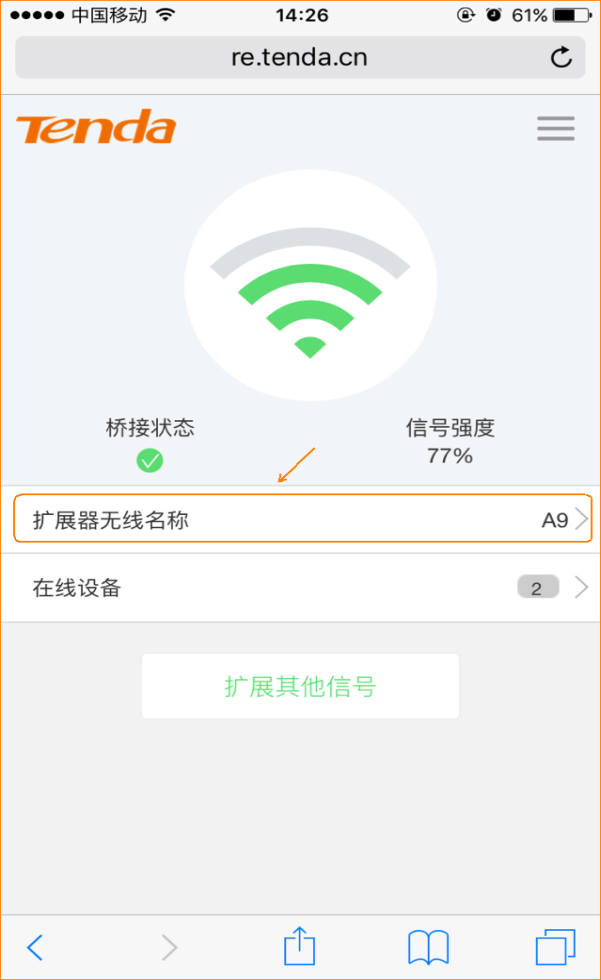 中国移动 14:26 61%
re.tenda.cn
Tenda
桥接状态 信号强度
77%
扩展器无线名称 A9
在线设备 2
扩展其他信号